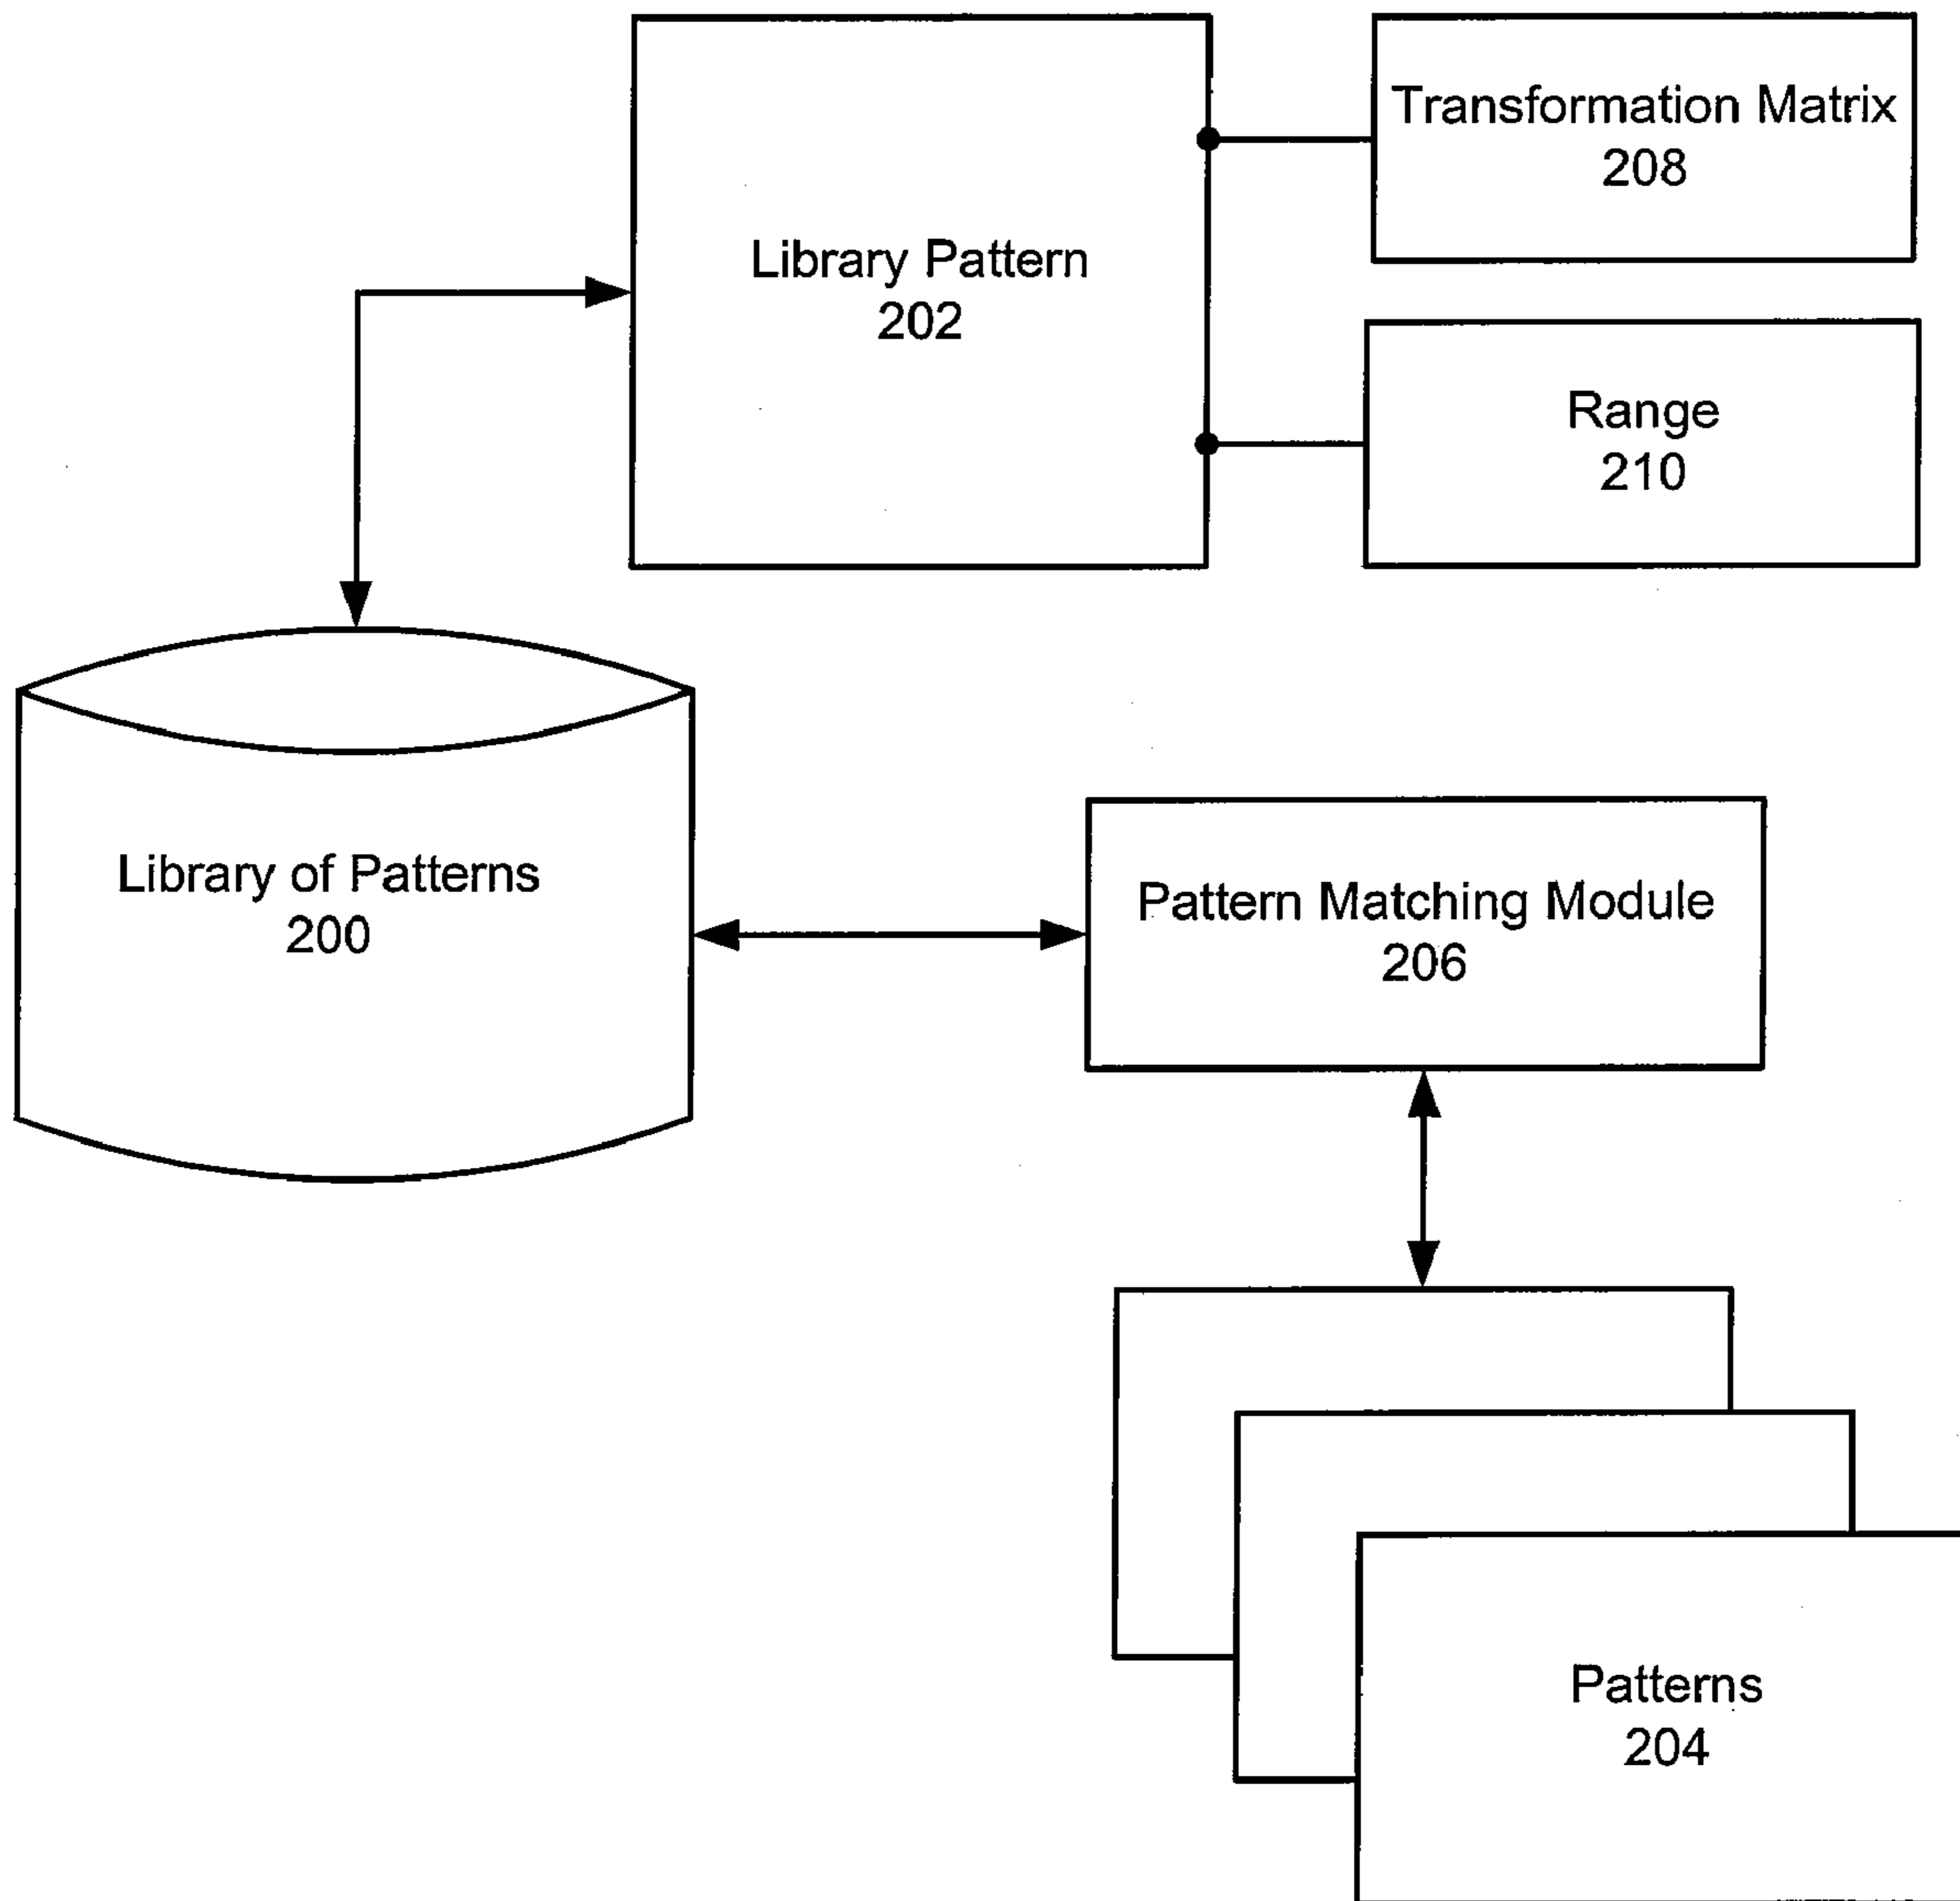 Transformation Matrix
208
Library Pattern
202
Range
210
Library of Patterns
200
Pattern Matching Module
206
Patterns
204